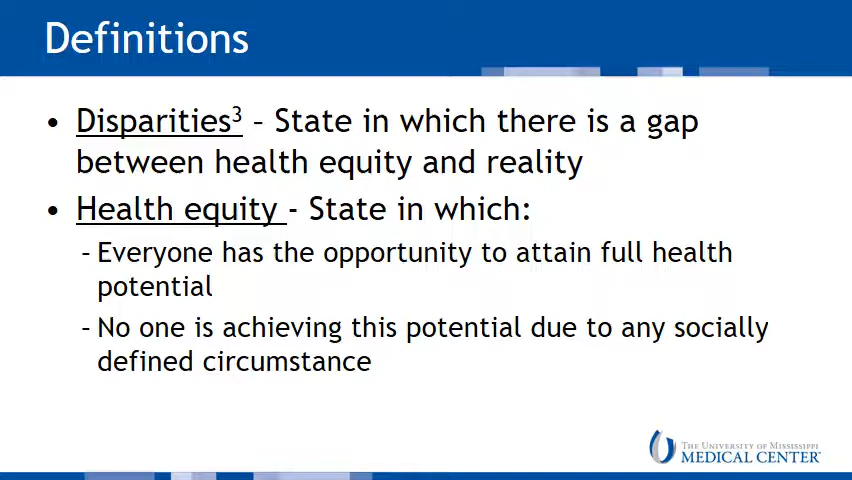 Definitions
• Disparities³ – State in which there is a gap
between health equity and reality
• Health equity - State in which:
– Everyone has the opportunity to attain full health
potential
– No one is achieving this potential due to any socially
defined circumstance
THE UNIVERSITY OF MISSISSIPPI
MEDICAL CENTER